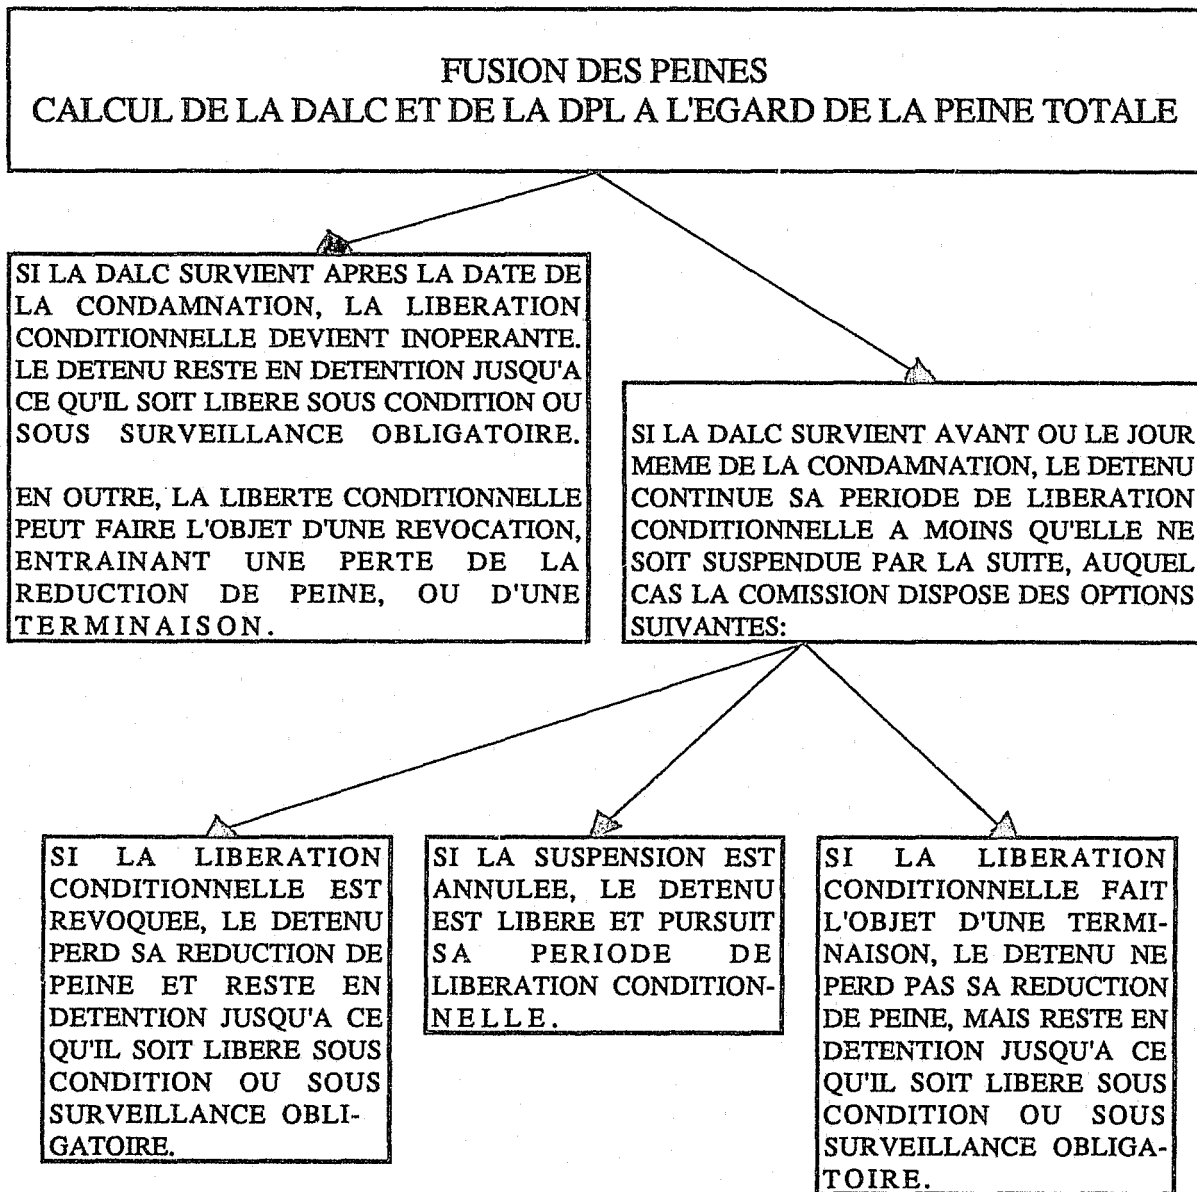 FUSION DES PEINES
CALCUL DE LA DALC ET DE LA DPL A L'EGARD DE LA PEINE TOTALE
SI LA DALC SURVIENT APRES LA DATE DE
LA CONDAMNATION, LA LIBERATION
CONDITIONNELLE DEVIENT INOPERANTE.
LE DETENU RESTE EN DETENTION JUSQU'A
CE QU'IL SOIT LIBERE SOUS CONDITION OU
SOUS SURVEILLANCE OBLIGATOIRE.
EN OUTRE, LA LIBERTE CONDITIONNELLE
PEUT FAIRE L'OBJET D'UNE REVOCATION,
ENTRAINANT UNE PERTE DE LA
REDUCTION DE PEINE, OU D'UNE
TERMINAISON.
SI LA DALC SURVIENT AVANT OU LE JOUR
MEME DE LA CONDAMNATION, LE DETENU
CONTINUE SA PERIODE DE LIBERATION
CONDITIONNELLE A MOINS QU'ELLE NE
SOIT SUSPENDUE PAR LA SUITE, AUQUEL
CAS LA COMISSION DISPOSE DES OPTIONS
SUIVANTES:
SI LA LIBERATION
CONDITIONNELLE EST
REVOQUEE, LE DETENU
PERD SA REDUCTION DE
PEINE ET RESTE EN
DETENTION JUSQU'A CE
QU'IL SOIT LIBERE SOUS
CONDITION OU SOUS
SURVEILLANCE OBLI-
GATOIRE.
SI LA SUSPENSION EST
ANNULEE, LE DETENU
EST LIBERE ET PURSUIT
SA PERIODE DE
LIBERATION CONDITION-
NELLE.
SI LA LIBERATION
CONDITIONNELLE FAIT
L'OBJET D'UNE TERMI-
NAISON, LE DETENU NE
PERD PAS SA REDUCTION
DE PEINE, MAIS RESTE EN
DETENTION JUSQU'A CE
QU'IL SOIT LIBERE SOUS
CONDITION OU SOUS
SURVEILLANCE OBLIGA-
TOIRE.